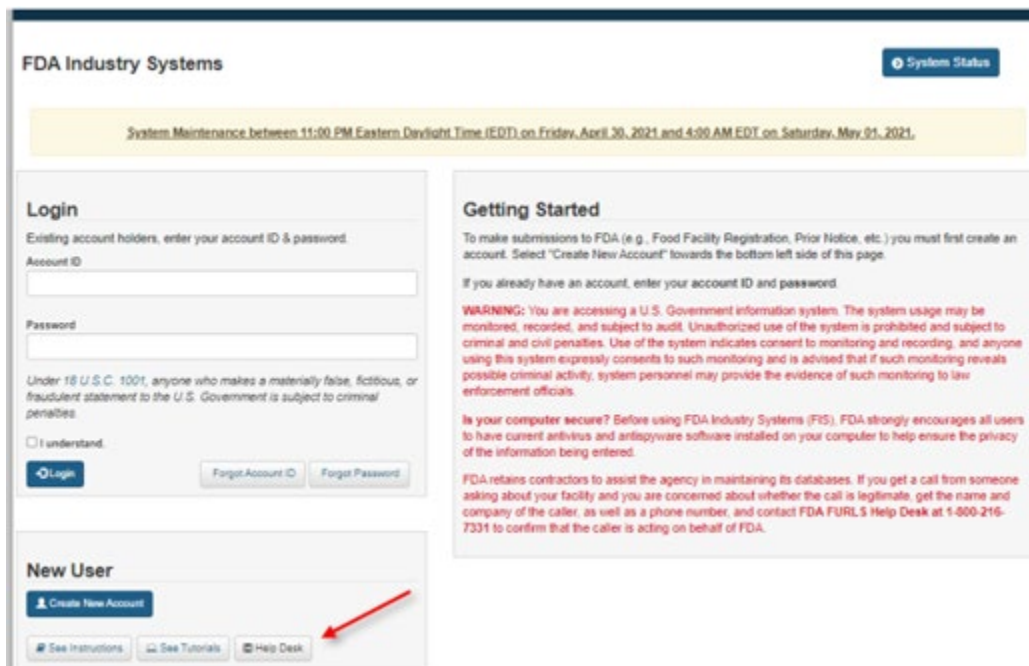 FDA Industry Systems
System Status
System Maintenance between 11:00 PM Eastern Daylight Time (EDT) on Friday, April 30, 2021 and 4:00 AM EDT on Saturday, May 01, 2021.
Login
Existing account holders, enter your account ID & password.
Account ID
Password
Under 18 U.S.C. 1001, anyone who makes a materially false, fictitious, or
fraudulent statement to the U.S. Government is subject to criminal
penalties.
I understand.
Login
Forgot Account ID
Forgot Password
New User
Create New Account
See Instructions
See Tutorials
Help Desk
Getting Started
To make submissions to FDA (e.g., Food Facility Registration, Prior Notice, etc.) you must first create an
account. Select "Create New Account" towards the bottom left side of this page.
If you already have an account, enter your account ID and password.
WARNING: You are accessing a U.S. Government information system. The system usage may be
monitored, recorded, and subject to audit. Unauthorized use of the system is prohibited and subject to
criminal and civil penalties. Use of the system indicates consent to monitoring and recording, and anyone
using this system expressly consents to such monitoring and is advised that if such monitoring reveals
possible criminal activity, system personnel may provide the evidence of such monitoring to law
enforcement officials.
Is your computer secure? Before using FDA Industry Systems (FIS), FDA strongly encourages all users
to have current antivirus and antispyware software installed on your computer to help ensure the privacy
of the information being entered.
FDA retains contractors to assist the agency in maintaining its databases. If you get a call from someone
asking about your facility and you are concerned about whether the call is legitimate, get the name and
company of the caller, as well as a phone number, and contact FDA FURLS Help Desk at 1-800-216-
7331 to confirm that the caller is acting on behalf of FDA.